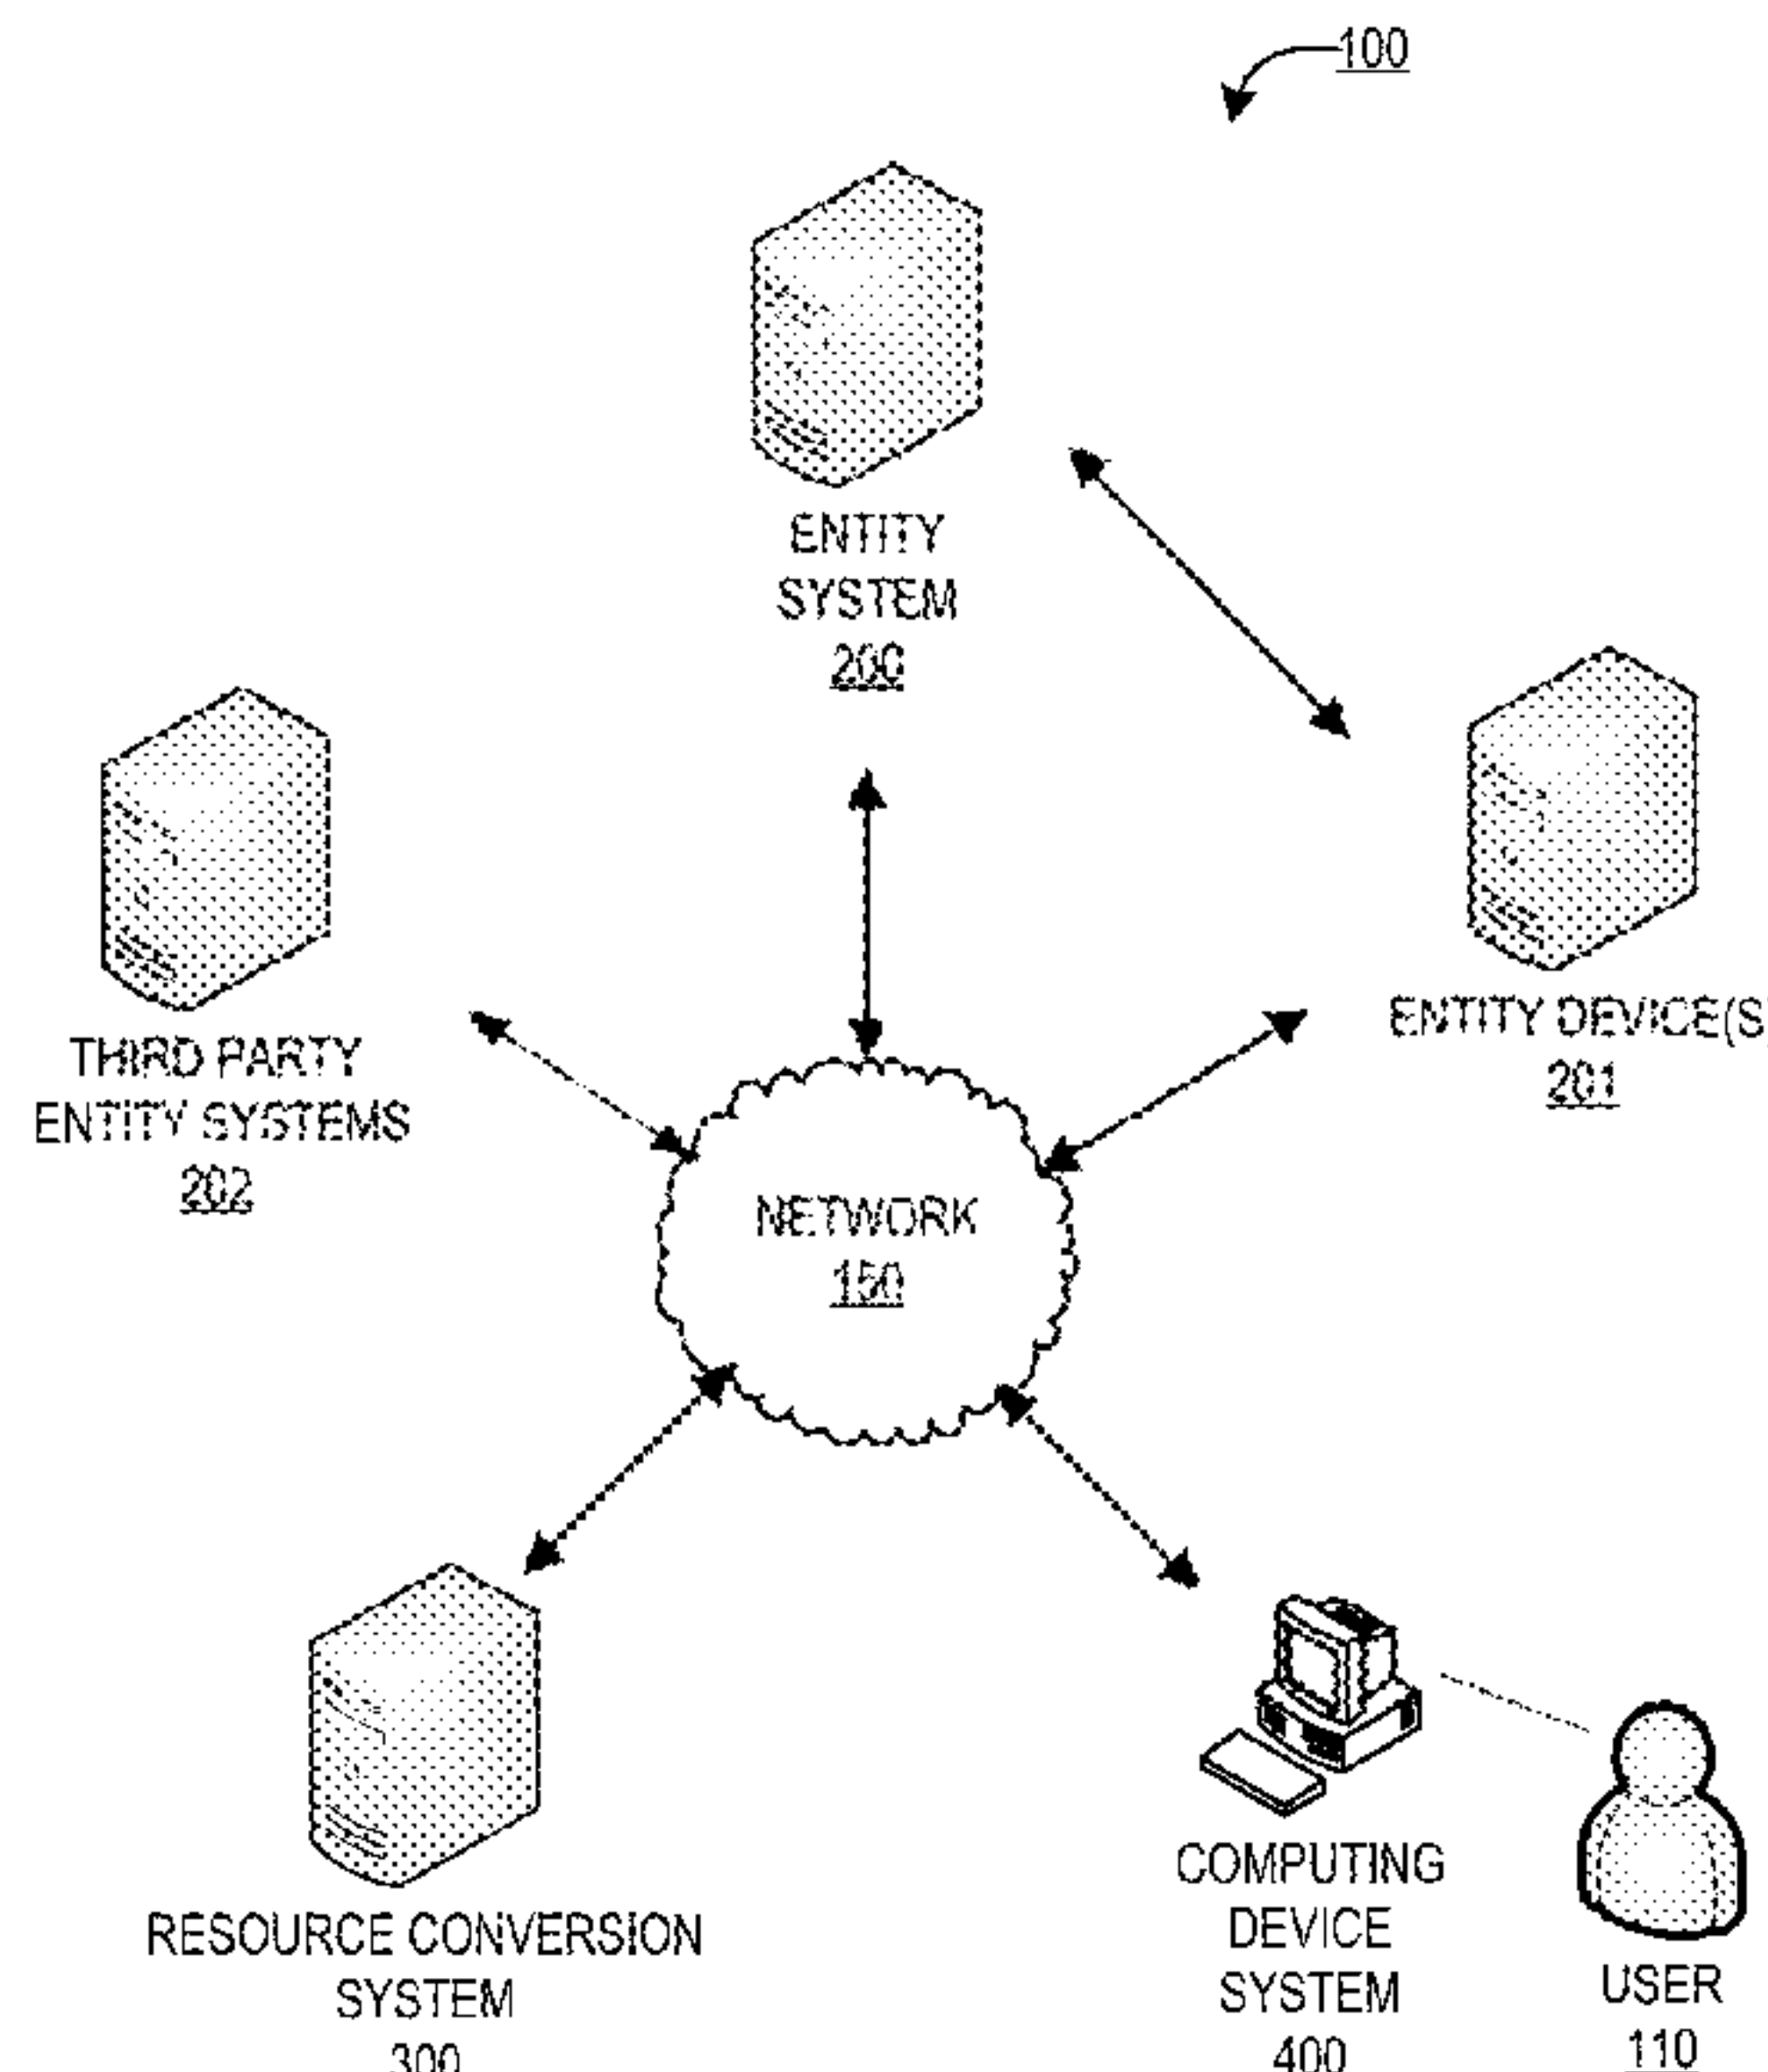 100
ENTITY
SYSTEM
200
ENTITY DEVICE(S)
201
THIRD PARTY
ENTITY SYSTEMS
202
NETWORK
150
RESOURCE CONVERSION
SYSTEM
300
COMPUTING
DEVICE
SYSTEM
400
USER
110